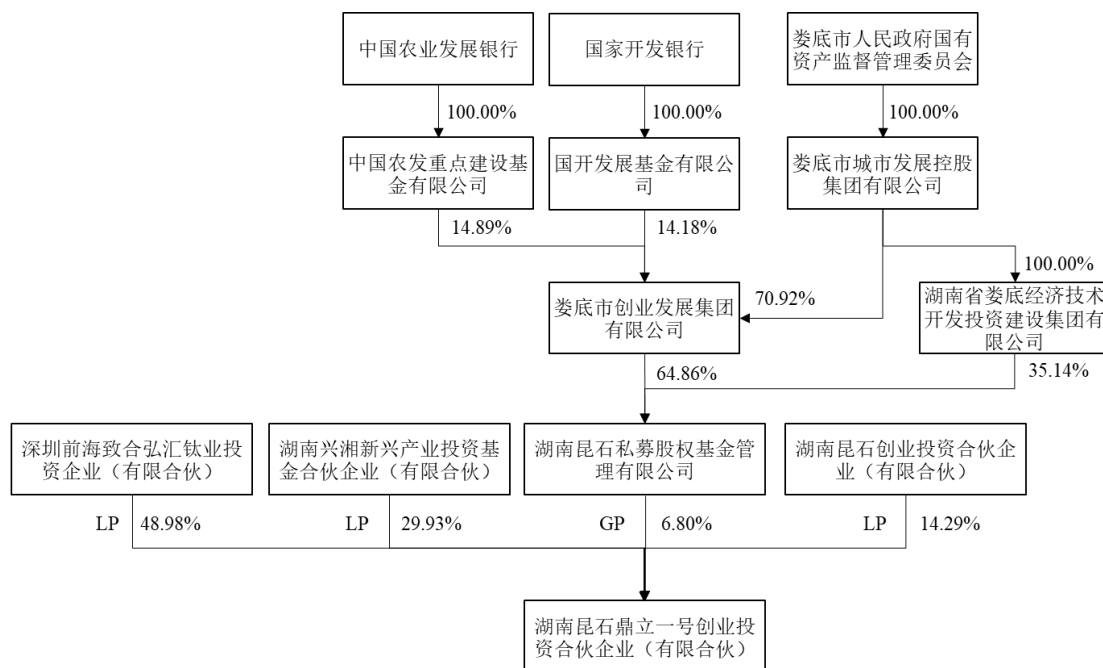 中国农业发展银行
国家开发银行
娄底市人民政府国有
资产监督管理委员会
100.00%
100.00%
100.00%
中国农发重点建设基
金有限公司
国开发展基金有限公
司
娄底市城市发展控股
集团有限公司
14.89%
14.18%
100.00%
娄底市创业发展集团
有限公司
70.92%
湖南省娄底经济技术
开发投资建设集团有
限公司
64.86%
35.14%
深圳前海致合弘汇钛业投
资企业（有限合伙）
湖南兴湘新兴产业投资基
金合伙企业（有限合伙）
湖南昆石私募股权基金管
理有限公司
湖南昆石创业投资合伙企
业（有限合伙）
LP 48.98%
LP 29.93%
GP 6.80%
LP 14.29%
湖南昆石鼎立一号创业投
资合伙企业（有限合伙）